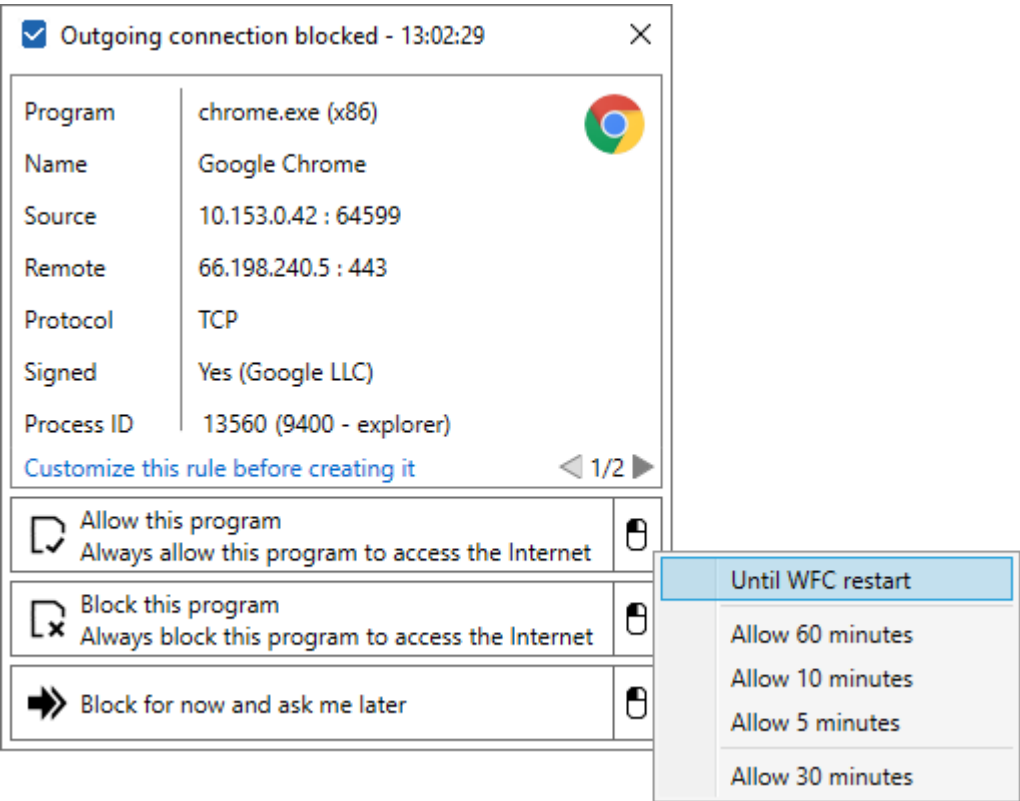 Outgoing connection blocked - 13:02:29
Program chrome.exe (x86)
Name Google Chrome
Source 10.153.0.42 : 64599
Remote 66.198.240.5 : 443
Protocol TCP
Signed Yes (Google LLC)
Process ID 13560 (9400 - explorer)
Customize this rule before creating it 1/2
Allow this program
Always allow this program to access the Internet
Block this program
Always block this program to access the Internet
Block for now and ask me later
Until WFC restart
Allow 60 minutes
Allow 10 minutes
Allow 5 minutes
Allow 30 minutes